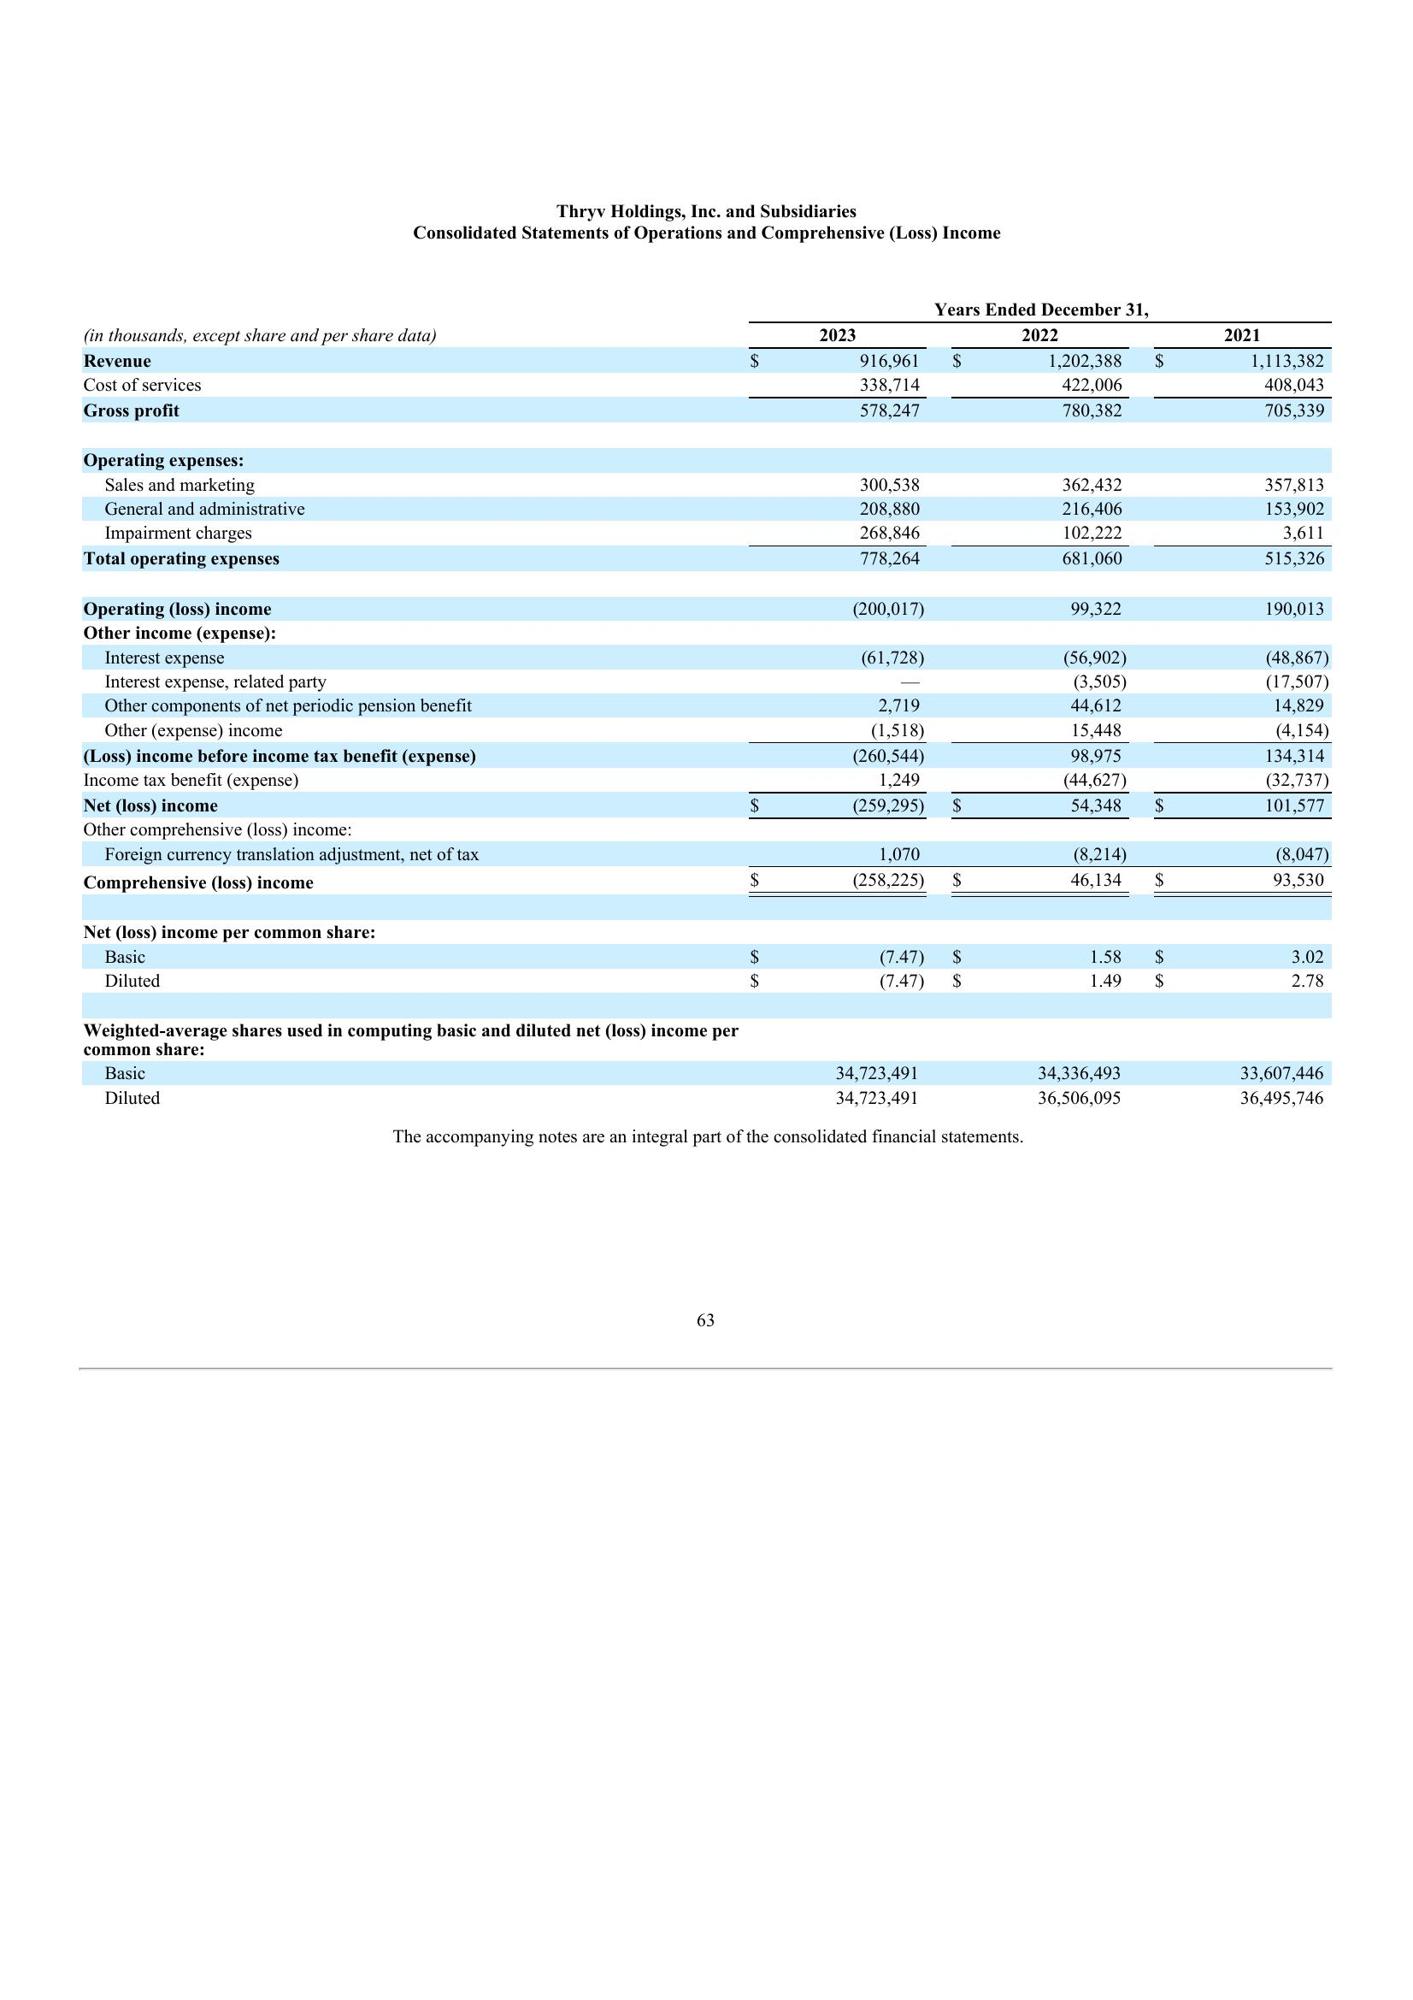 Thryv Holdings, Inc. and Subsidiaries
Consolidated Statements of Operations and Comprehensive (Loss) Income
Years Ended December 31,
(in thousands, except share and per share data) 2023 2022 2021
Revenue $ 916,961 $ 1,202,388 $ 1,113,382
Cost of services 338,714 422,006 408,043
Gross profit 578,247 780,382 705,339
Operating expenses:
Sales and marketing 300,538 362,432 357,813
General and administrative 208,880 216,406 153,902
Impairment charges 268,846 102,222 3,611
Total operating expenses 778,264 681,060 515,326
Operating (loss) income (200,017) 99,322 190,013
Other income (expense):
Interest expense (61,728) (56,902) (48,867)
Interest expense, related party — (3,505) (17,507)
Other components of net periodic pension benefit 2,719 44,612 14,829
Other (expense) income (1,518) 15,448 (4,154)
(Loss) income before income tax benefit (expense) (260,544) 98,975 134,314
Income tax benefit (expense) 1,249 (44,627) (32,737)
Net (loss) income $ (259,295) $ 54,348 $ 101,577
Other comprehensive (loss) income:
Foreign currency translation adjustment, net of tax 1,070 (8,214) (8,047)
Comprehensive (loss) income $ (258,225) $ 46,134 $ 93,530
Net (loss) income per common share:
Basic $ (7.47) $ 1.58 $ 3.02
Diluted $ (7.47) $ 1.49 $ 2.78
Weighted-average shares used in computing basic and diluted net (loss) income per
common share:
Basic 34,723,491 34,336,493 33,607,446
Diluted 34,723,491 36,506,095 36,495,746
The accompanying notes are an integral part of the consolidated financial statements.
63